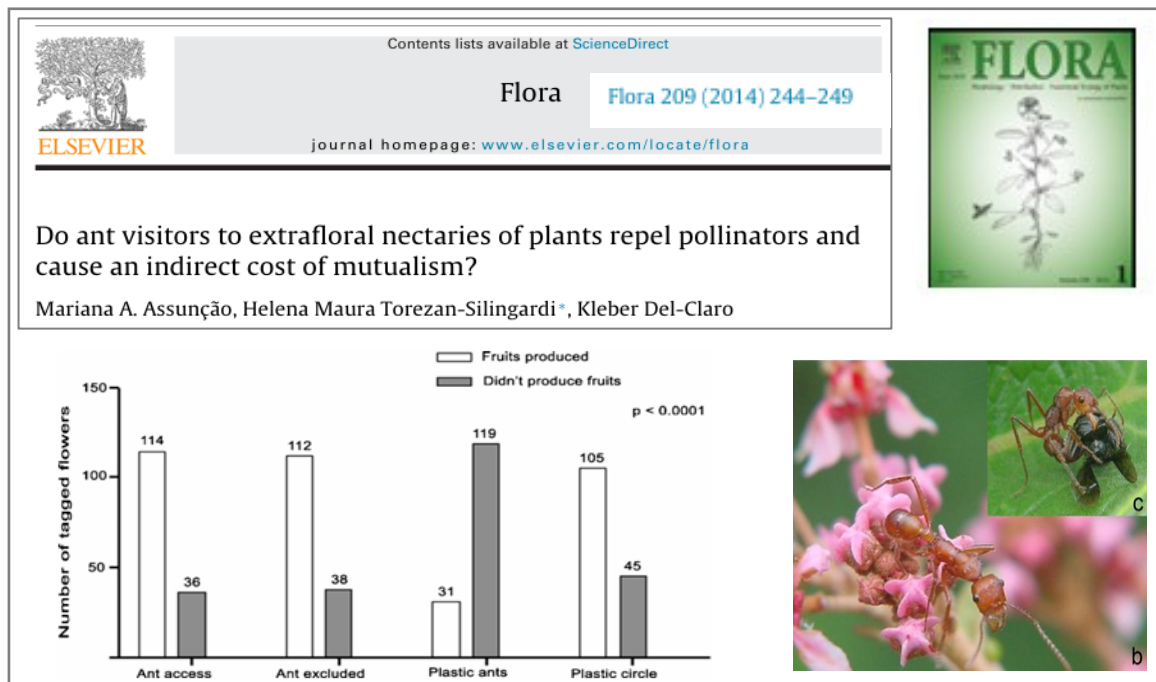 Contents lists available at ScienceDirect
Flora
Flora 209 (2014) 244–249
journal homepage: www.elsevier.com/locate/flora
ELSEVIER
FLORA
1
Do ant visitors to extrafloral nectaries of plants repel pollinators and
cause an indirect cost of mutualism?
Mariana A. Assunção, Helena Maura Torezan-Silingardi*, Kleber Del-Claro
Fruits produced
Didn't produce fruits
p < 0.0001
Number of tagged flowers
150
100
50
114
36
112
38
31
119
105
45
Ant access
Ant excluded
Plastic ants
Plastic circle
c
b